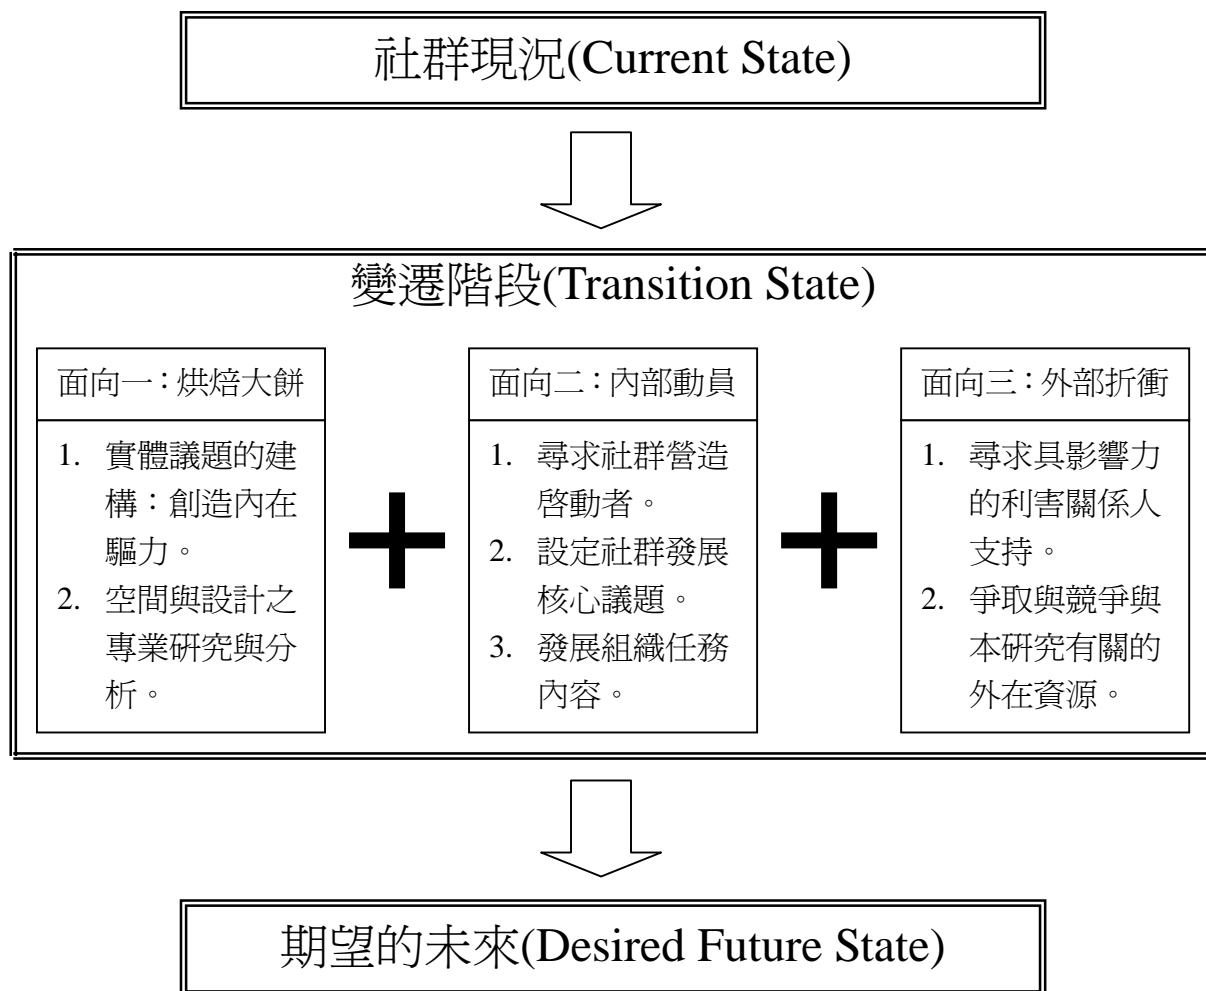 社群現況(Current State)
變遷階段(Transition State)
面向一：烘焙大餅
1. 實體議題的建
構：創造內在
驅力。
2. 空間與設計之
專業研究與分
析。
面向二：內部動員
1. 尋求社群營造
啓動者。
2. 設定社群發展
核心議題。
3. 發展組織任務
內容。
面向三：外部折衝
1. 尋求具影響力
的利害關係人
支持。
2. 爭取與競爭與
本研究有關的
外在資源。
期望的未來(Desired Future State)